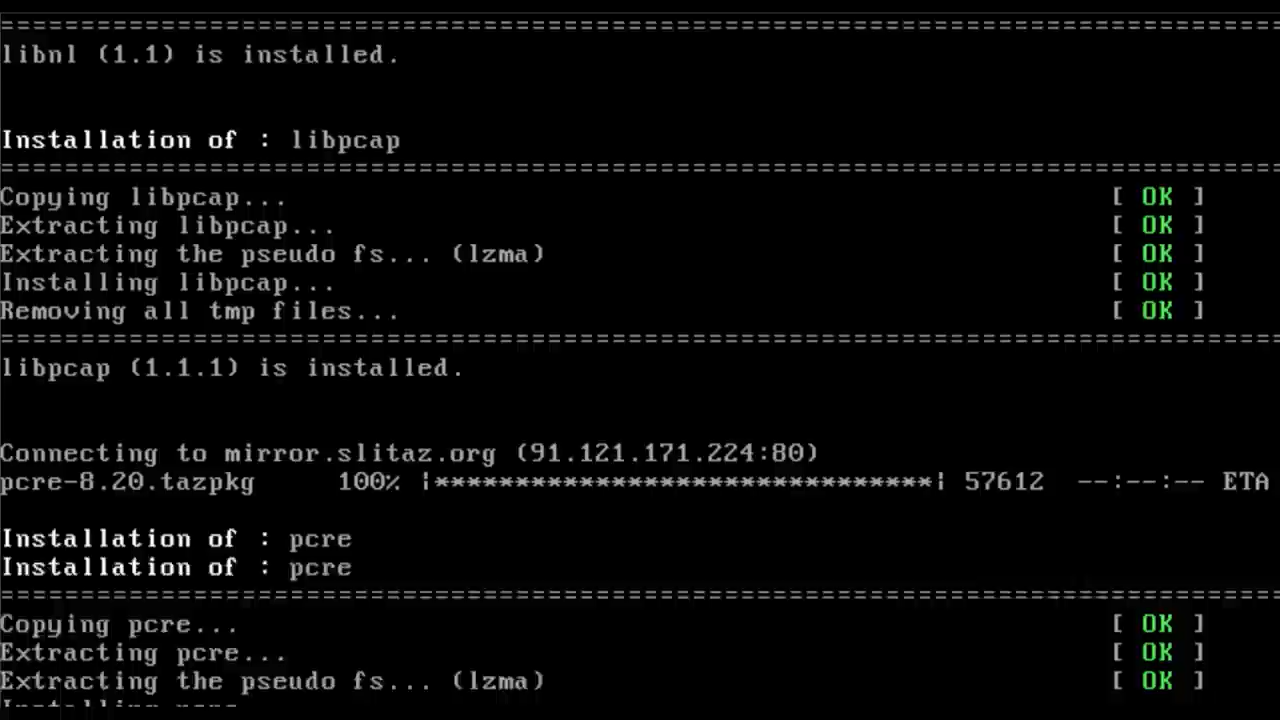 ================================================================================
libnl (1.1) is installed.
Installation of : libpcap
================================================================================
Copying libpcap... [ OK ]
Extracting libpcap... [ OK ]
Extracting the pseudo fs... (lzma) [ OK ]
Installing libpcap... [ OK ]
Removing all tmp files... [ OK ]
================================================================================
libpcap (1.1.1) is installed.
Connecting to mirror.slitaz.org (91.121.171.224:80)
pcre-8.20.tazpkg 100% |*******************************| 57612 --:--:-- ETA
Installation of : pcre
Installation of : pcre
================================================================================
Copying pcre... [ OK ]
Extracting pcre... [ OK ]
Extracting the pseudo fs... (lzma) [ OK ]
Installing pcre